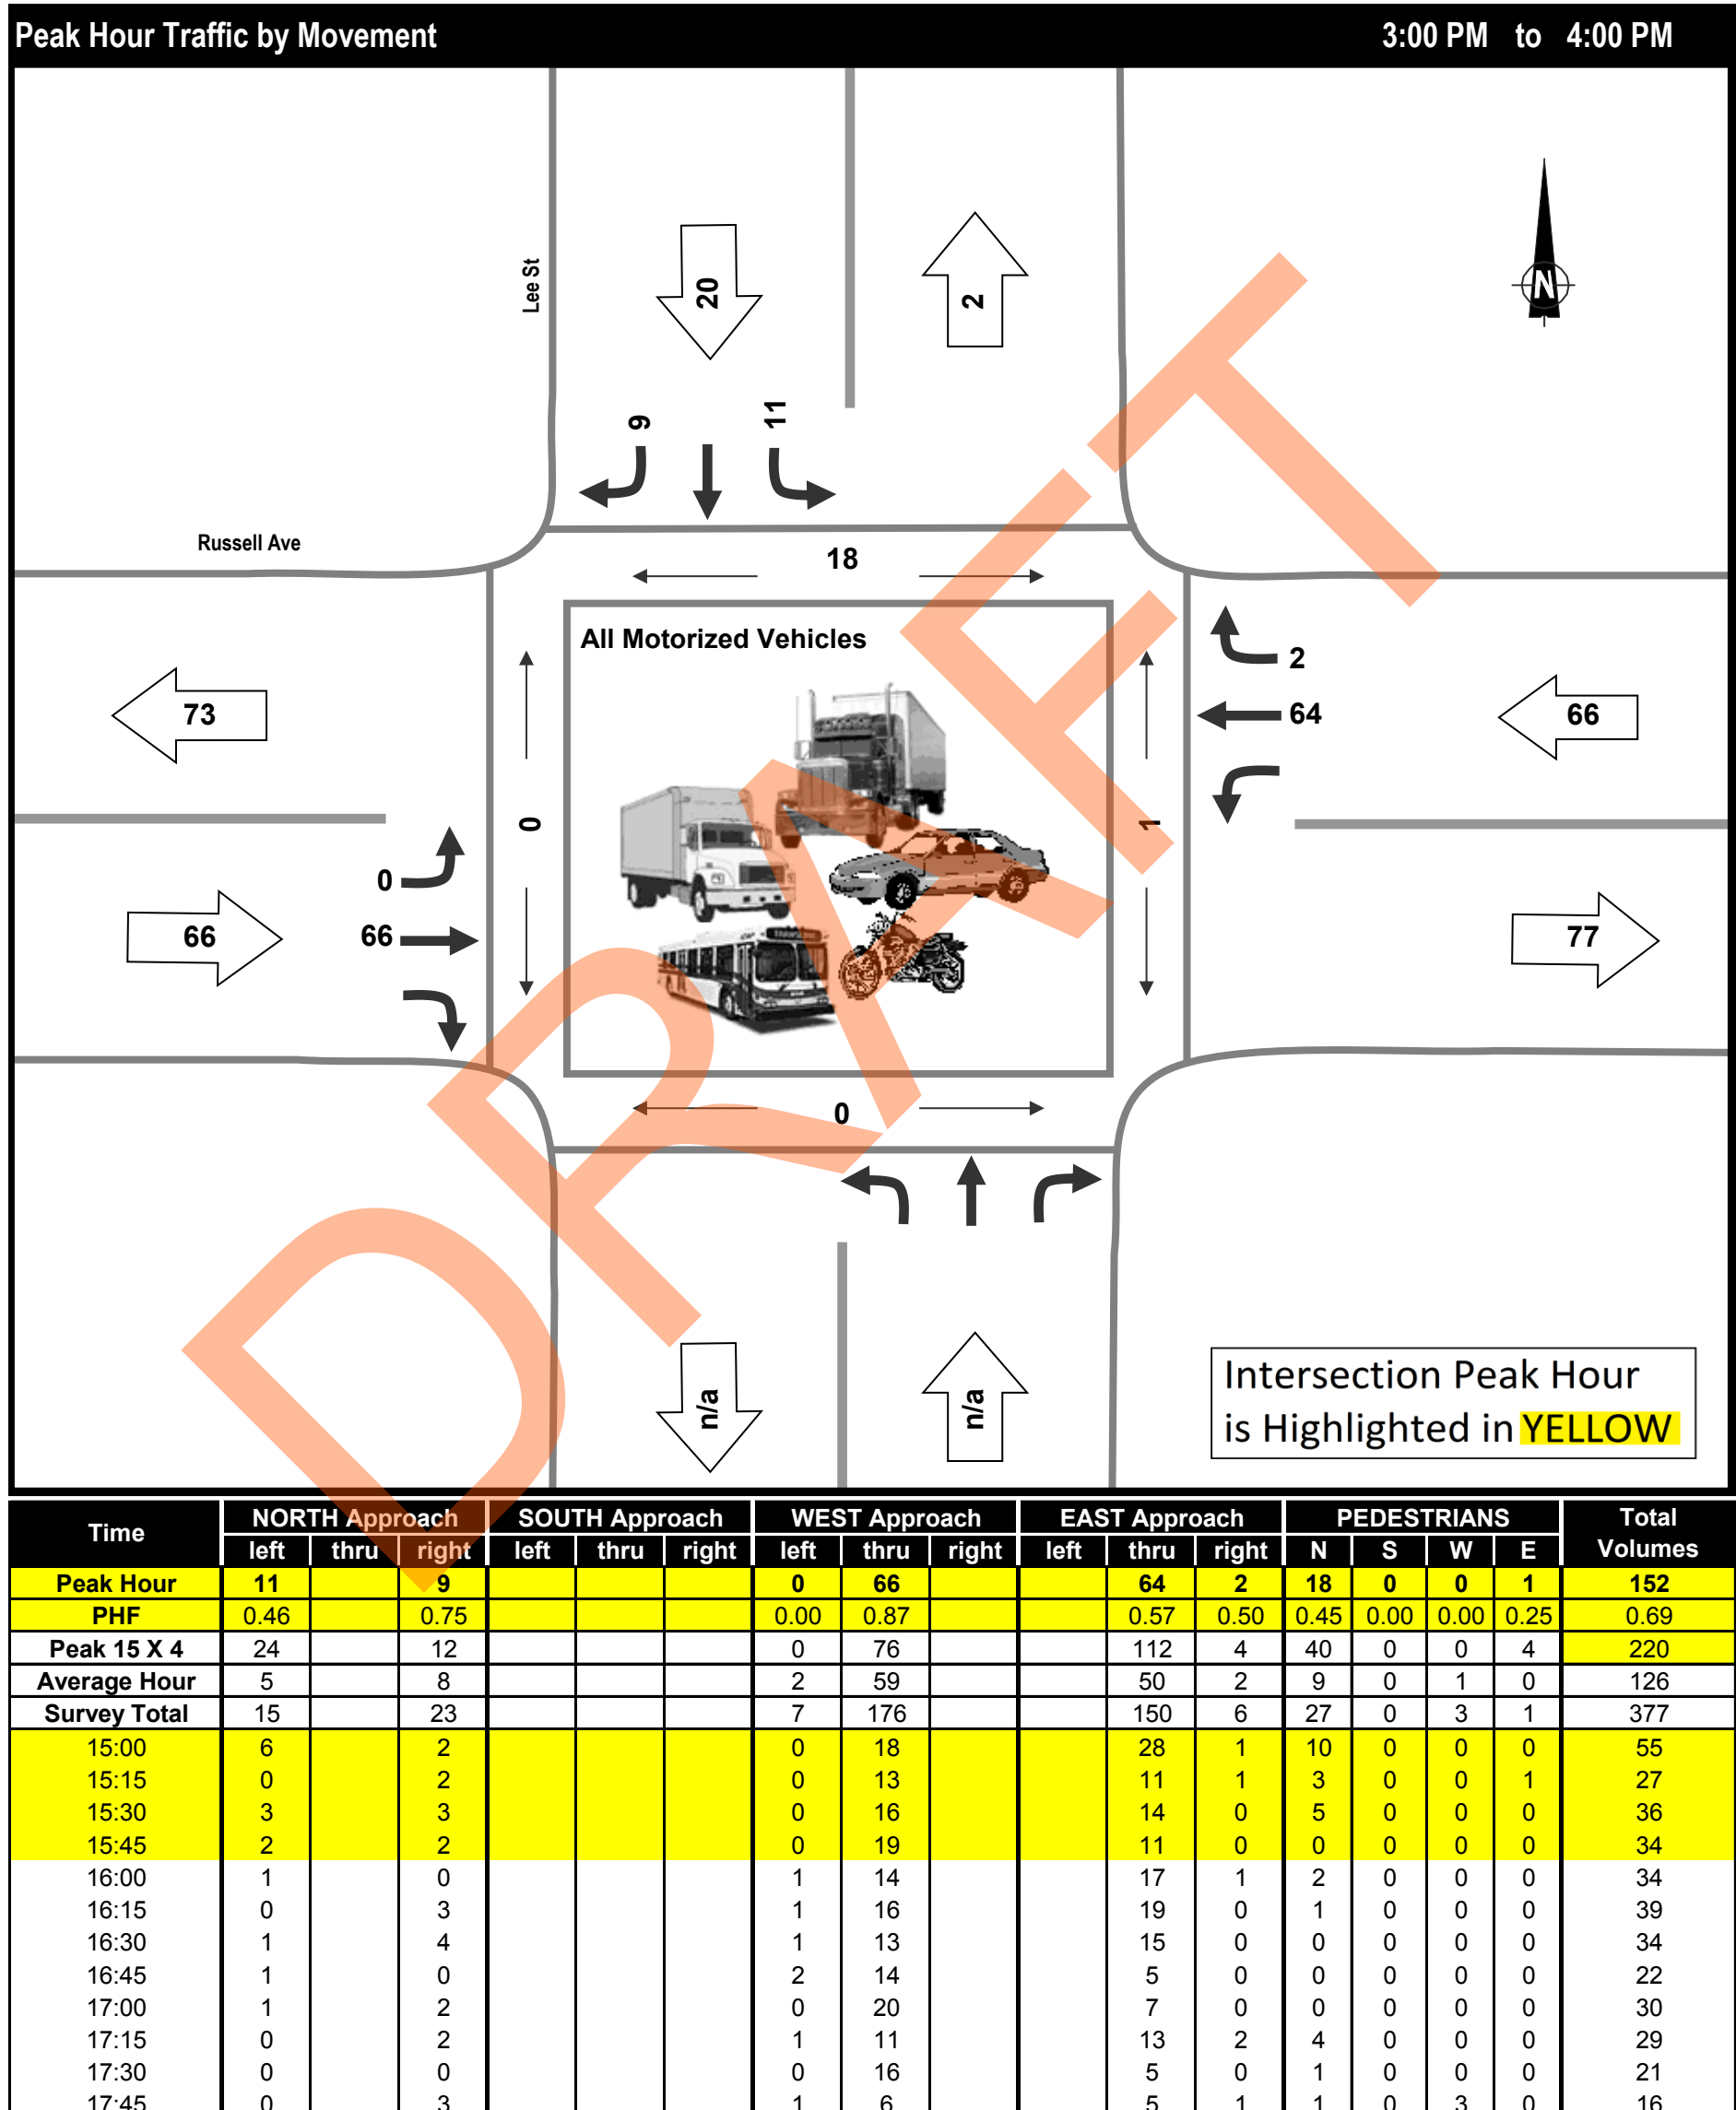 Peak Hour Traffic by Movement 3:00 PM to 4:00 PM
Lee St
20
2
N
9
11
Russell Ave
18
All Motorized Vehicles
2
73
64
66
0
1
0
66
66
77
0
n/a
n/a
Intersection Peak Hour
is Highlighted in YELLOW
DRAFT
Time NORTH Approach SOUTH Approach WEST Approach EAST Approach PEDESTRIANS Total Volumes
left thru right left thru right left thru right left thru right N S W E
Peak Hour 11 9 0 66 64 2 18 0 0 1 152
PHF 0.46 0.75 0.00 0.87 0.57 0.50 0.45 0.00 0.00 0.25 0.69
Peak 15 X 4 24 12 0 76 112 4 40 0 0 4 220
Average Hour 5 8 2 59 50 2 9 0 1 0 126
Survey Total 15 23 7 176 150 6 27 0 3 1 377
15:00 6 2 0 18 28 1 10 0 0 0 55
15:15 0 2 0 13 11 1 3 0 0 1 27
15:30 3 3 0 16 14 0 5 0 0 0 36
15:45 2 2 0 19 11 0 0 0 0 0 34
16:00 1 0 1 14 17 1 2 0 0 0 34
16:15 0 3 1 16 19 0 1 0 0 0 39
16:30 1 4 1 13 15 0 0 0 0 0 34
16:45 1 0 2 14 5 0 0 0 0 0 22
17:00 1 2 0 20 7 0 0 0 0 0 30
17:15 0 2 1 11 13 2 4 0 0 0 29
17:30 0 0 0 16 5 0 1 0 0 0 21
17:45 0 3 1 6 5 1 1 0 3 0 16